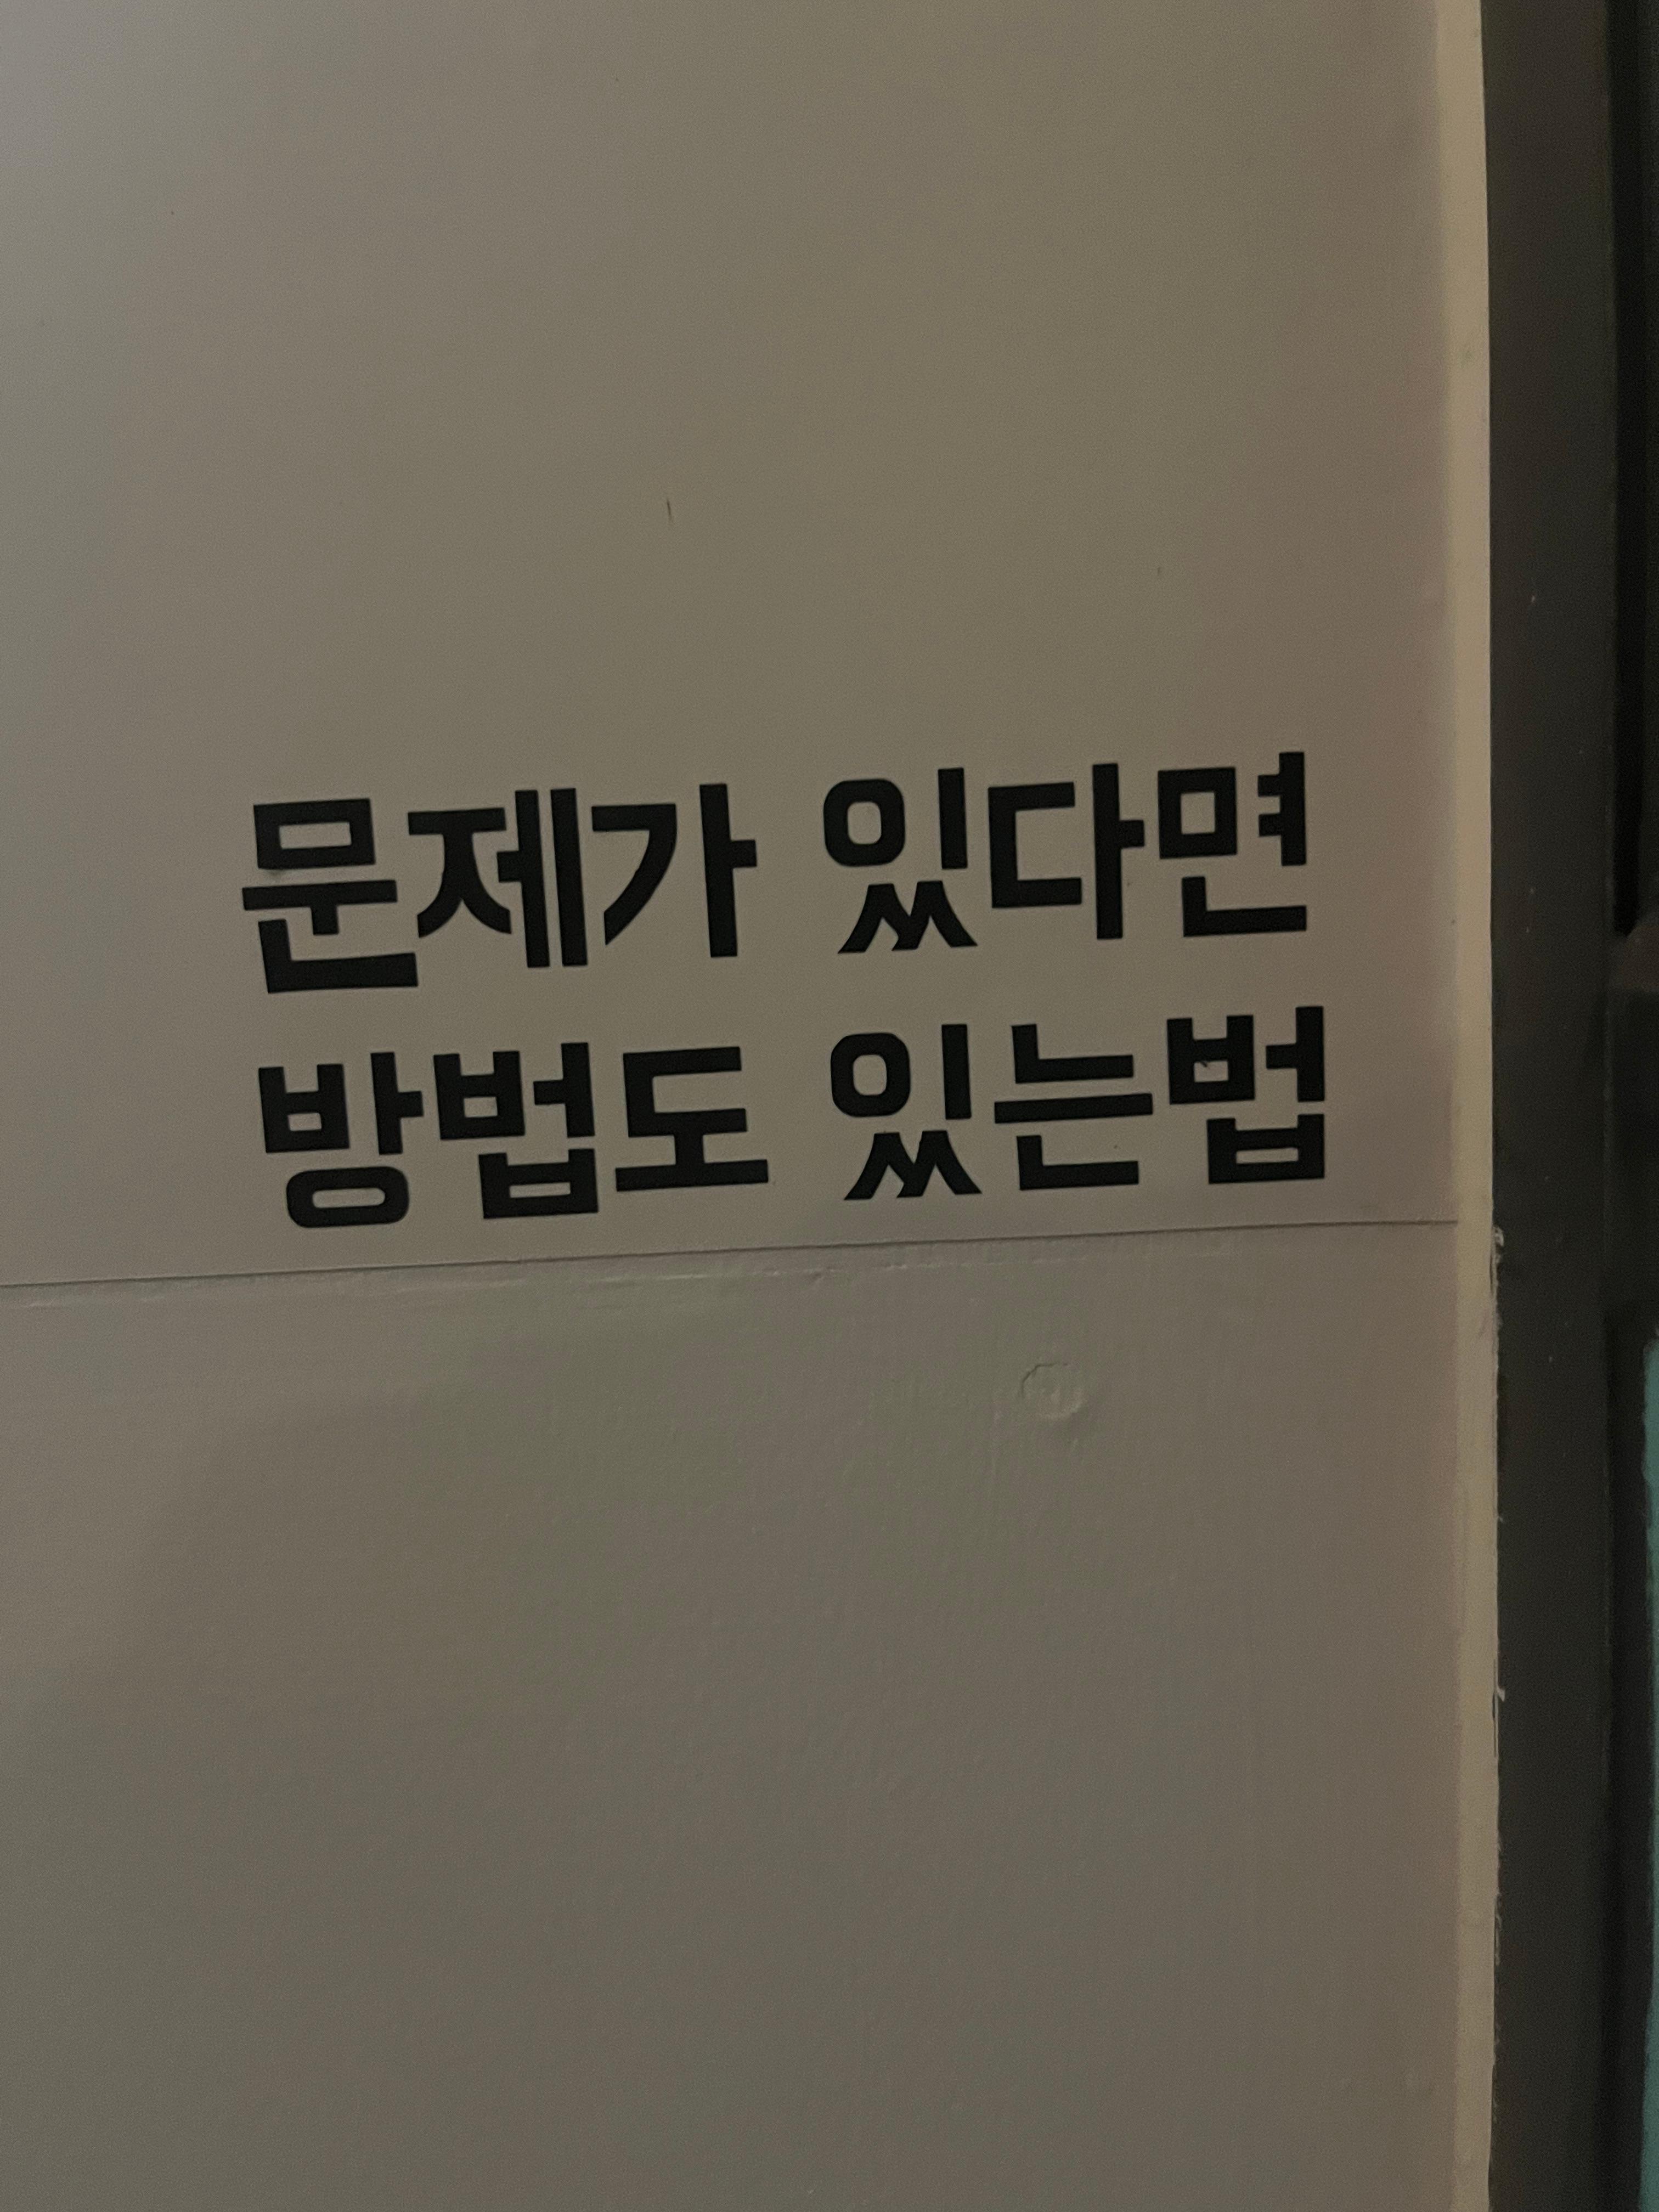 문제가 있다면
방법도 있는법